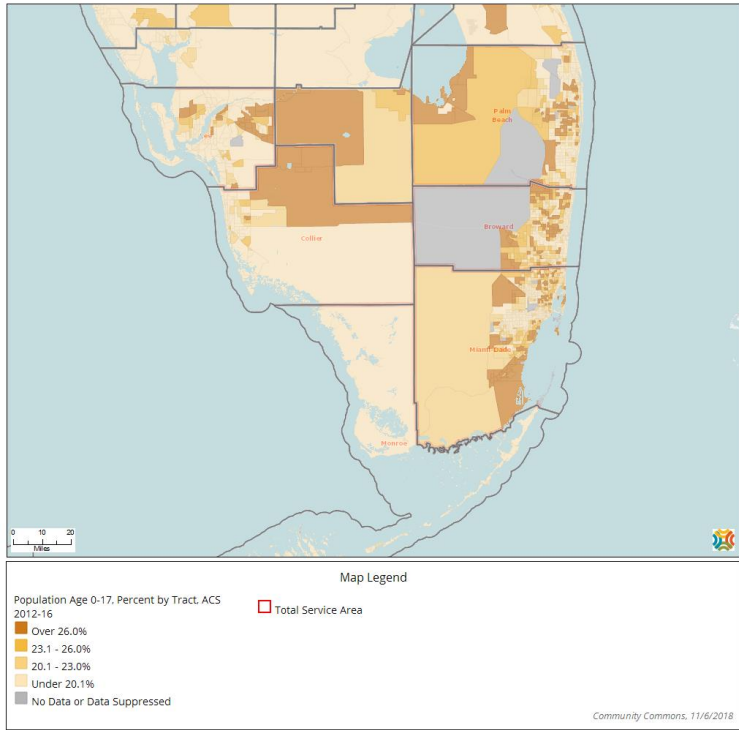 Palm
Beach
Broward
Collier
Miami-Dade
Monroe
0 10 20
Miles
Map Legend
Population Age 0-17, Percent by Tract, ACS
2012-16
Over 26.0%
23.1 - 26.0%
20.1 - 23.0%
Under 20.1%
No Data or Data Suppressed
Total Service Area
Community Commons, 11/6/2018